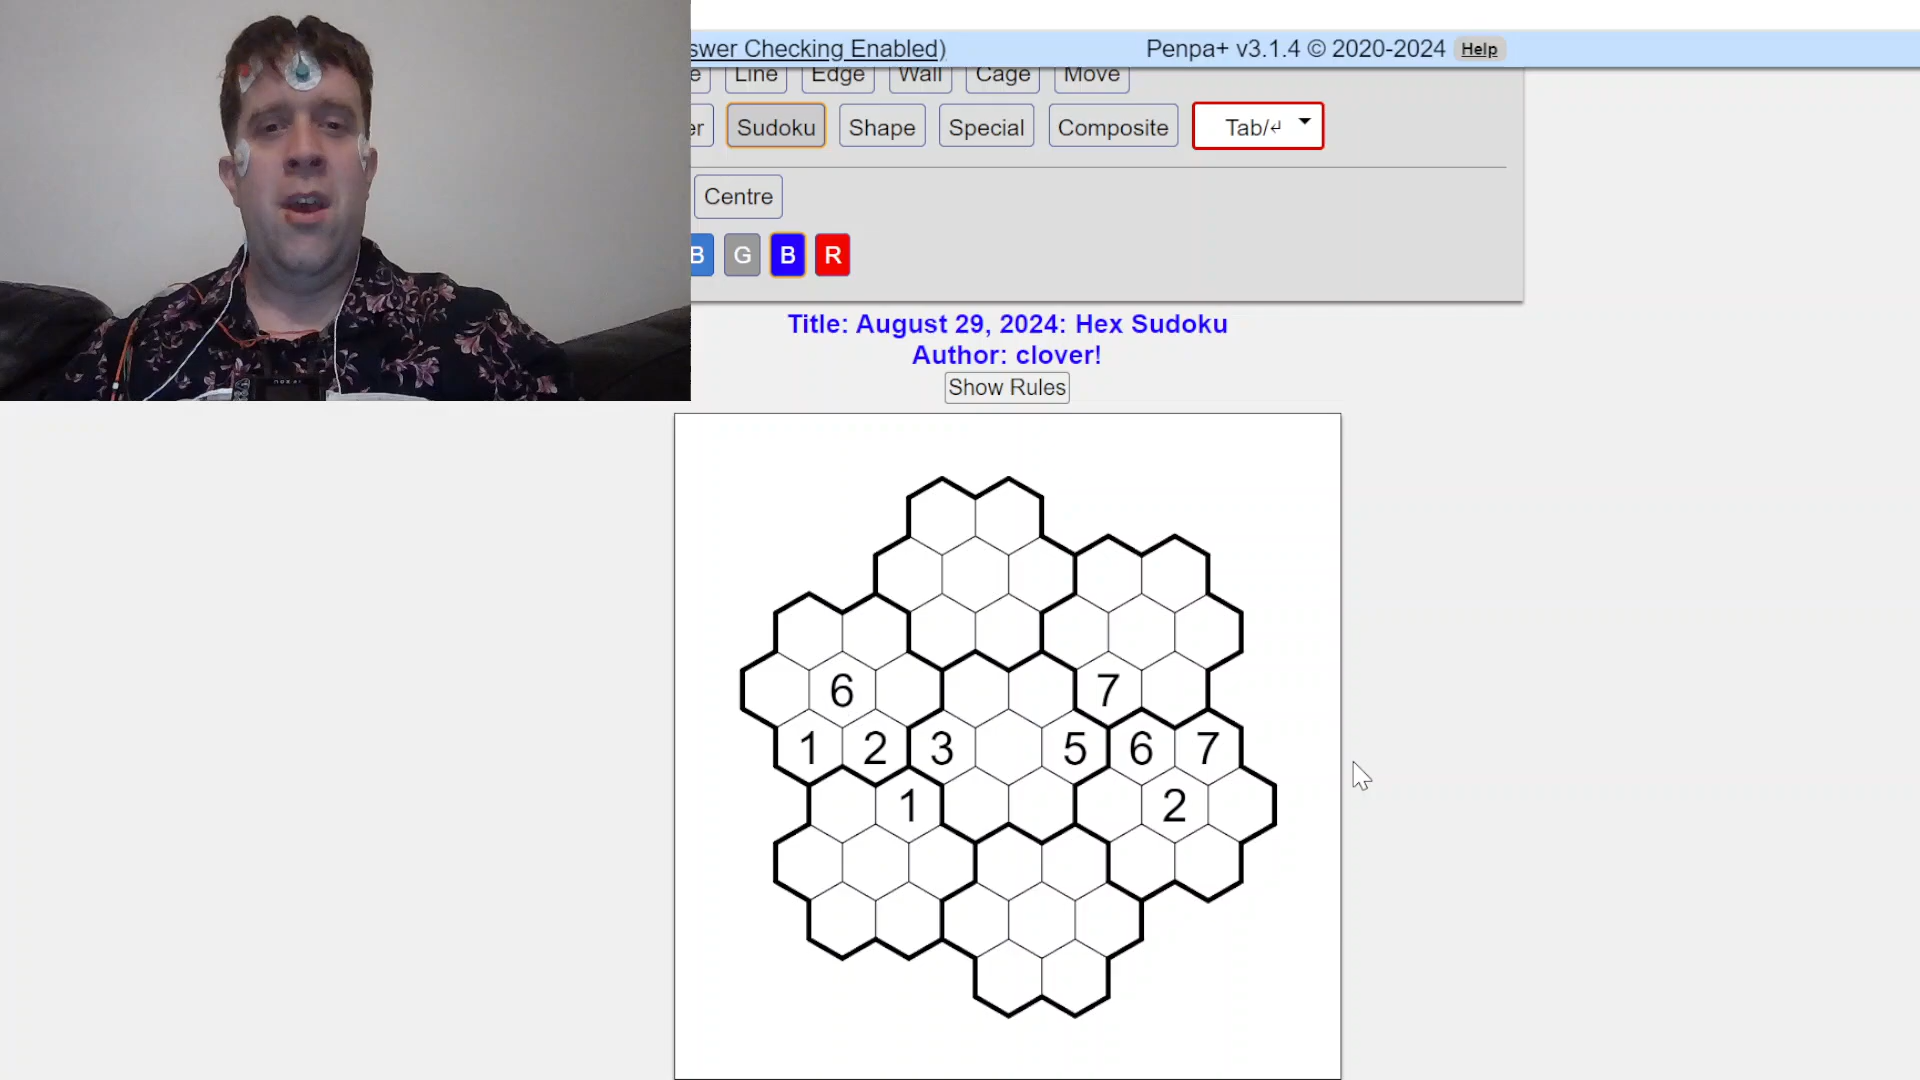 swer Checking Enabled) Penpa+ v3.1.4 © 2020-2024 Help
e Line Edge Wall Cage Move
er Sudoku Shape Special Composite Tab/↵
Centre
B G B R
Title: August 29, 2024: Hex Sudoku
Author: clover!
Show Rules
6 7
1 2 3 5 6 7
1 2